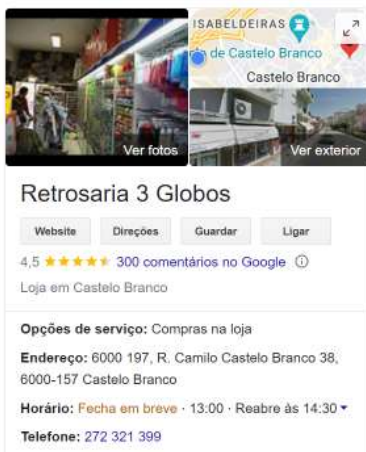 ISABELDEIRAS
de Castelo Branco
Castelo Branco
Ver fotos
Ver exterior
Retrosaria 3 Globos
Website
Direções
Guardar
Ligar
4,5 300 comentários no Google
Loja em Castelo Branco
Opções de serviço: Compras na loja
Endereço: 6000 197, R. Camilo Castelo Branco 38,
6000-157 Castelo Branco
Horário: Fecha em breve · 13:00 · Reabre às 14:30
Telefone: 272 321 399